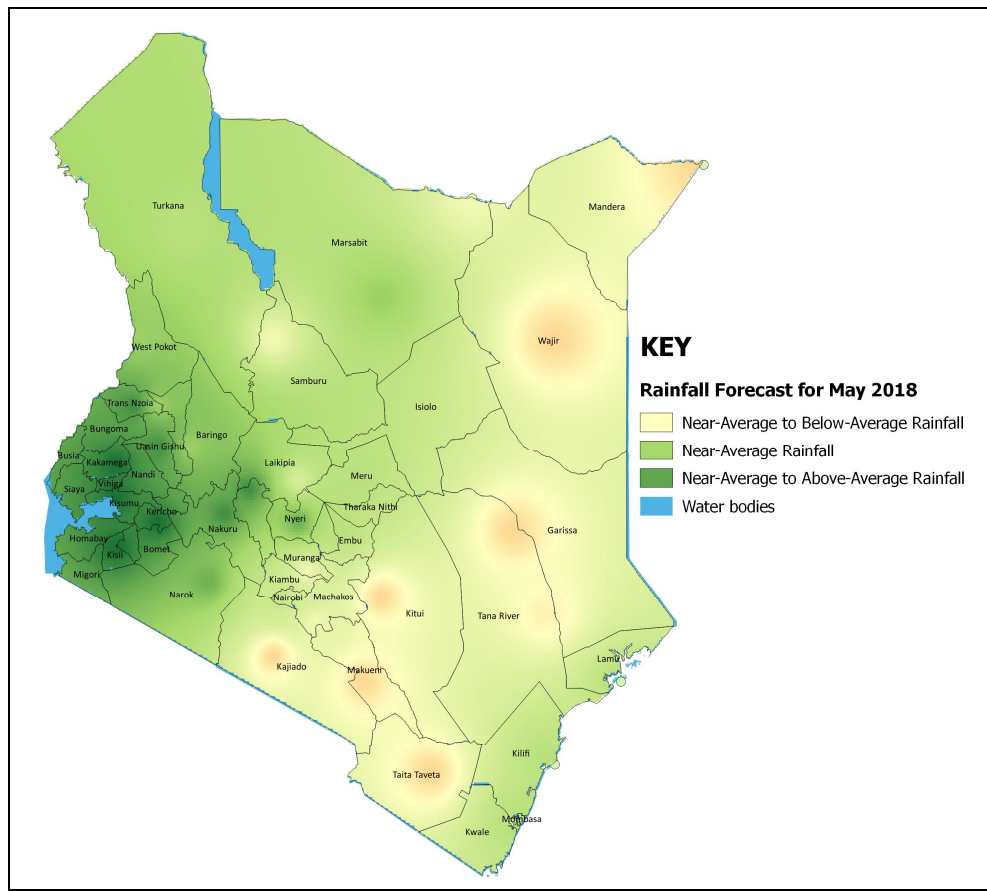 Turkana
Mandera
Marsabit
Wajir
West Pokot
Samburu
Isiolo
Trans Nzoia
Bungoma
Uasin Gishu
Baringo
Busia
Kakamega
Laikipia
Nandi
Meru
Siaya
Vihiga
Kisumu
Kericho
Nyeri
Tharaka Nithi
Garissa
Nakuru
Homabay
Embu
Bomet
Kisii
Muranga
Migori
Kiambu
Narok
Nairobi
Machakos
Kitui
Tana River
Kajiado
Makueni
Lamu
Kilifi
Taita Taveta
Mombasa
Kwale
KEY
Rainfall Forecast for May 2018
Near-Average to Below-Average Rainfall
Near-Average Rainfall
Near-Average to Above-Average Rainfall
Water bodies